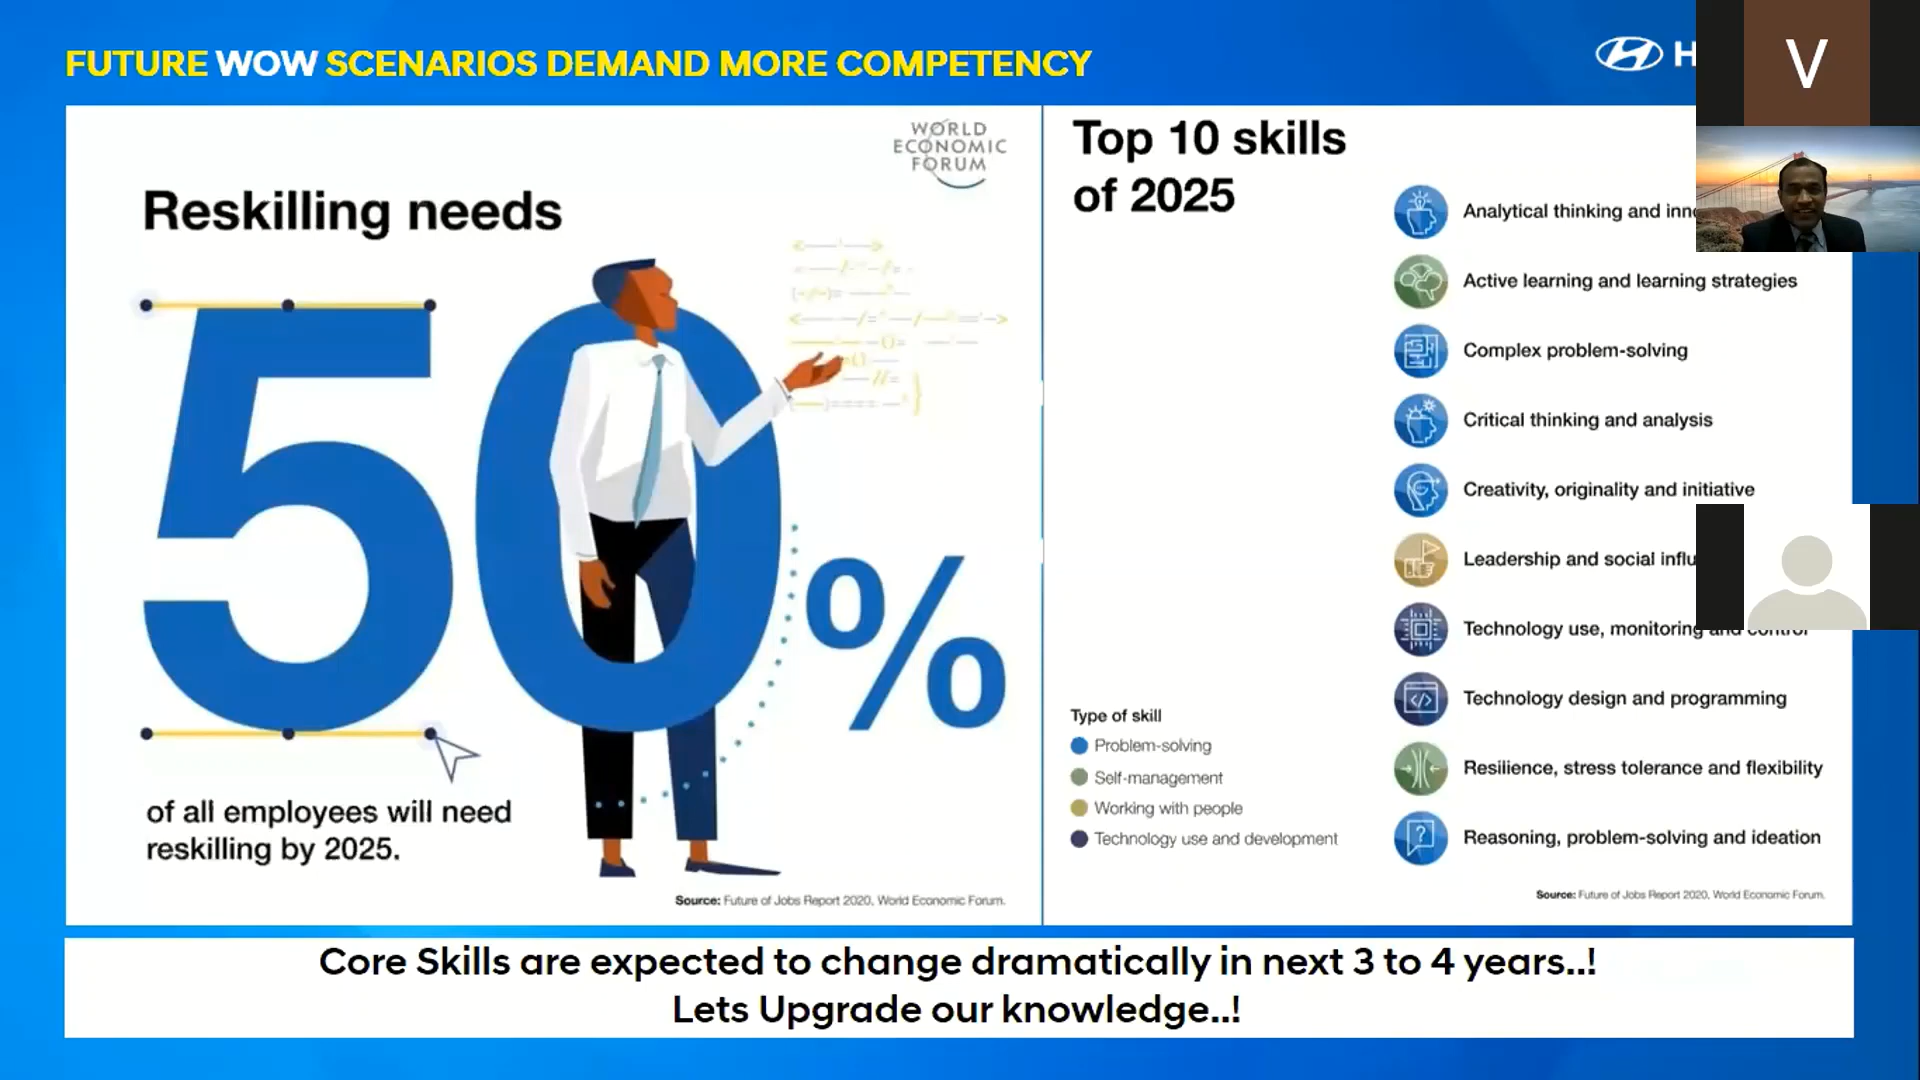 FUTURE WOW SCENARIOS DEMAND MORE COMPETENCY
H
V
WORLD
ECONOMIC
FORUM
Reskilling needs
50%
of all employees will need
reskilling by 2025.
Source: Future of Jobs Report 2020, World Economic Forum.
Top 10 skills
of 2025
Analytical thinking and
Active learning and learning strategies
Complex problem-solving
Critical thinking and analysis
Creativity, originality and initiative
Leadership and social
Technology use, monitoring and control
Technology design and programming
Resilience, stress tolerance and flexibility
Reasoning, problem-solving and ideation
Type of skill
Problem-solving
Self-management
Working with people
Technology use and development
Source: Future of Jobs Report 2020, World Economic Forum.
Core Skills are expected to change dramatically in next 3 to 4 years..!
Lets Upgrade our knowledge..!